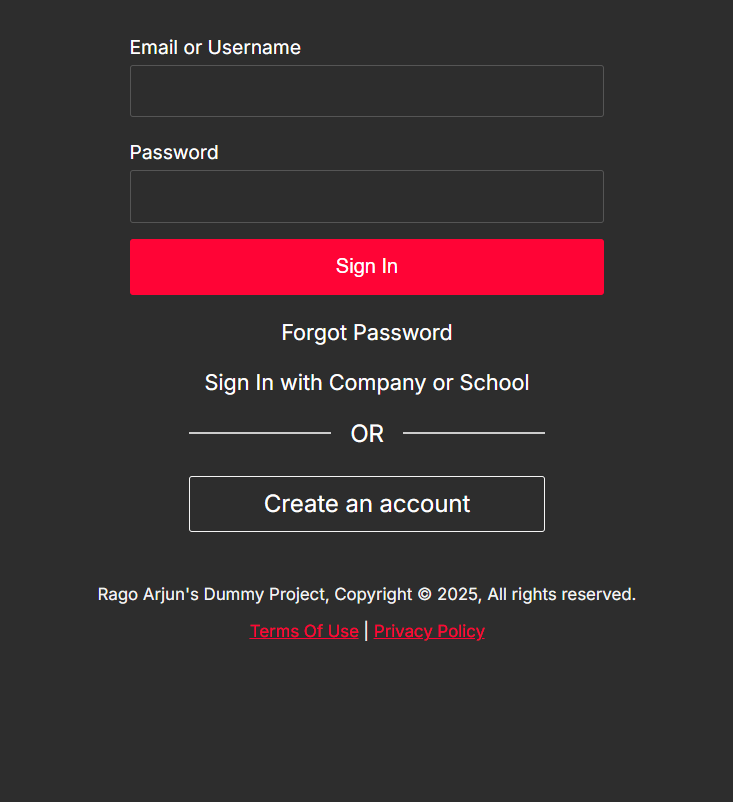 Email or Username
Password
Sign In
Forgot Password
Sign In with Company or School
OR
Create an account
Rago Arjun's Dummy Project, Copyright © 2025, All rights reserved.
Terms Of Use | Privacy Policy